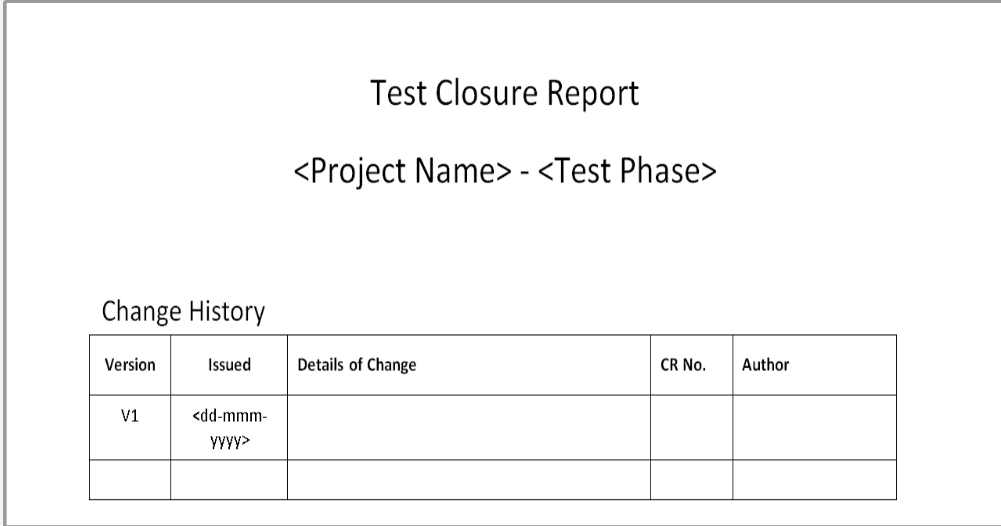 Test Closure Report
<Project Name> - <Test Phase>
Change History
Version Issued Details of Change CR No. Author
V1 <dd-mmm-
yyyy>